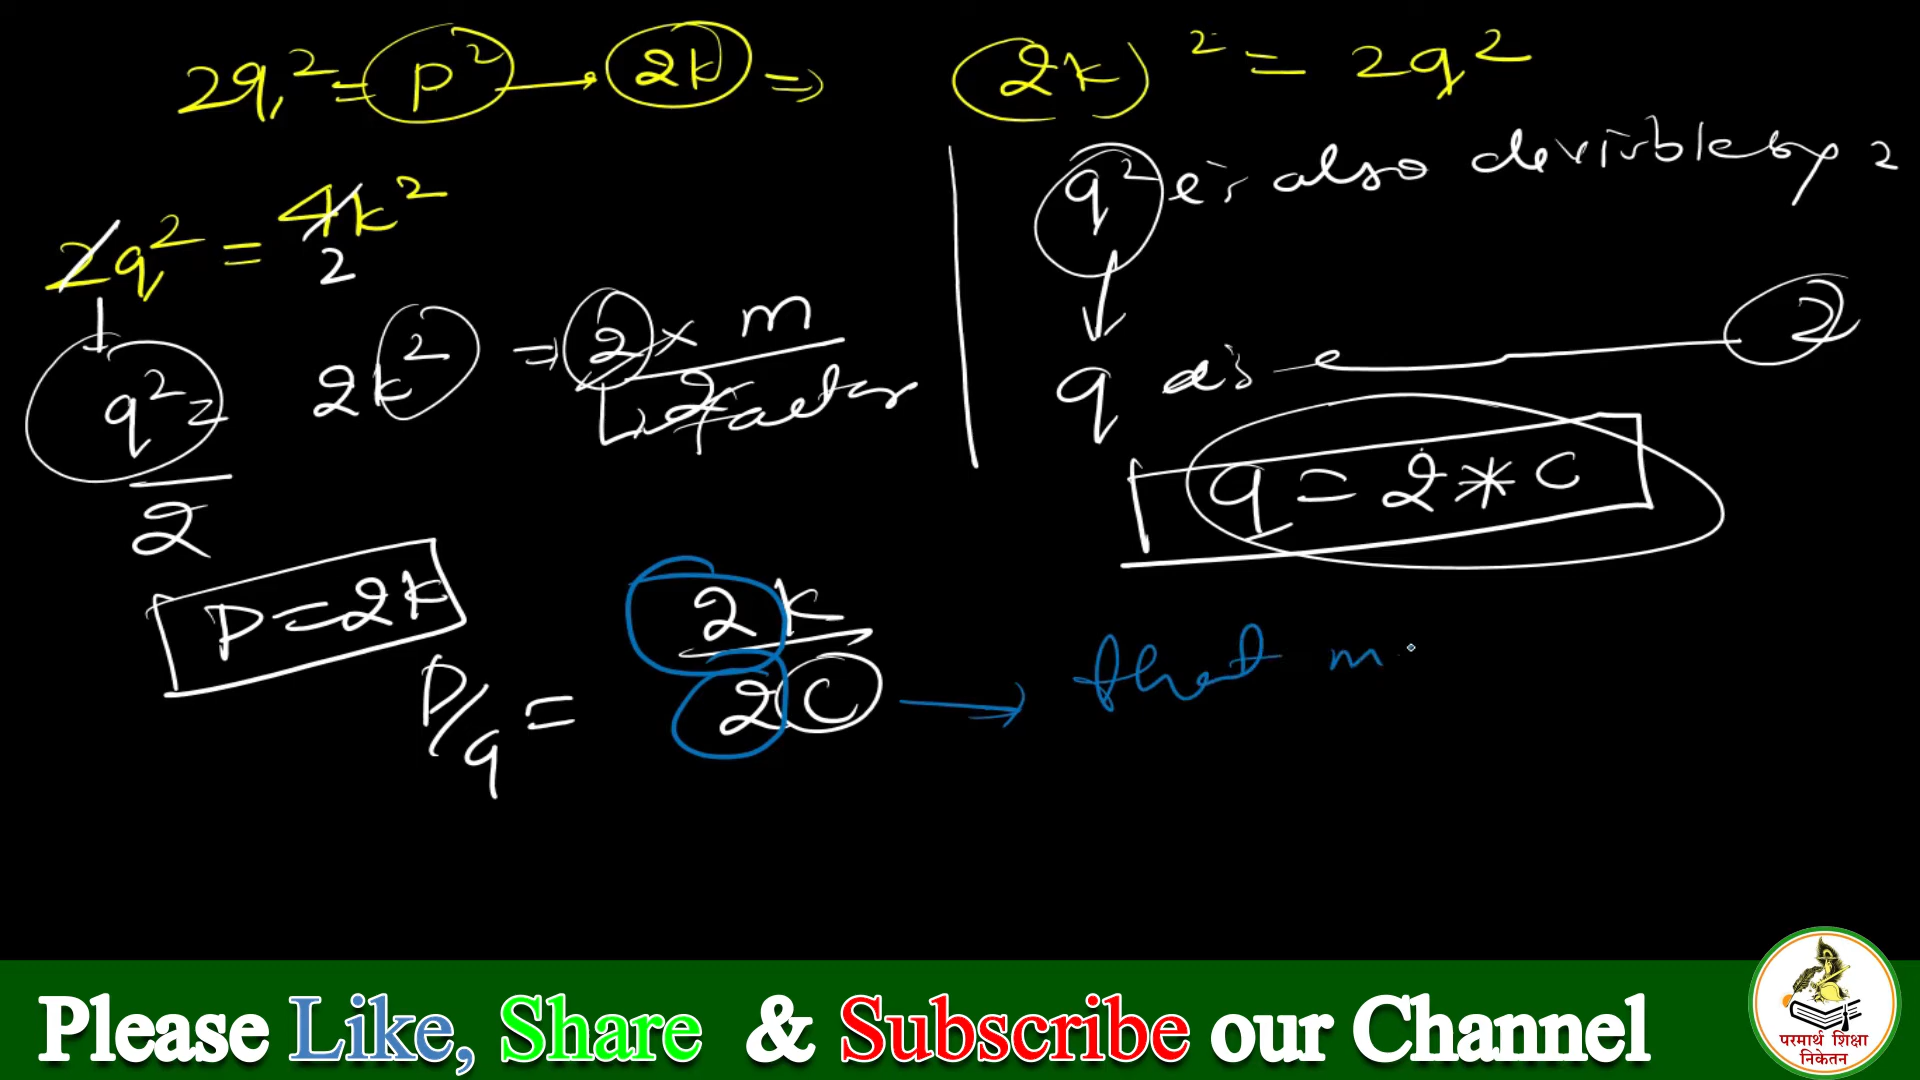 2q² = p² → 2k ⇒ (2k)² = 2q²
2q² = 4k²
2
q² = 2k² ⇒ 2 × m
2
factor
q² is also devisible by 2
q is 2
q = 2 * c
p = 2k
p/q = 2k / 2c → that m
Please Like, Share & Subscribe our Channel
परमार्थ शिक्षा
निकेतन